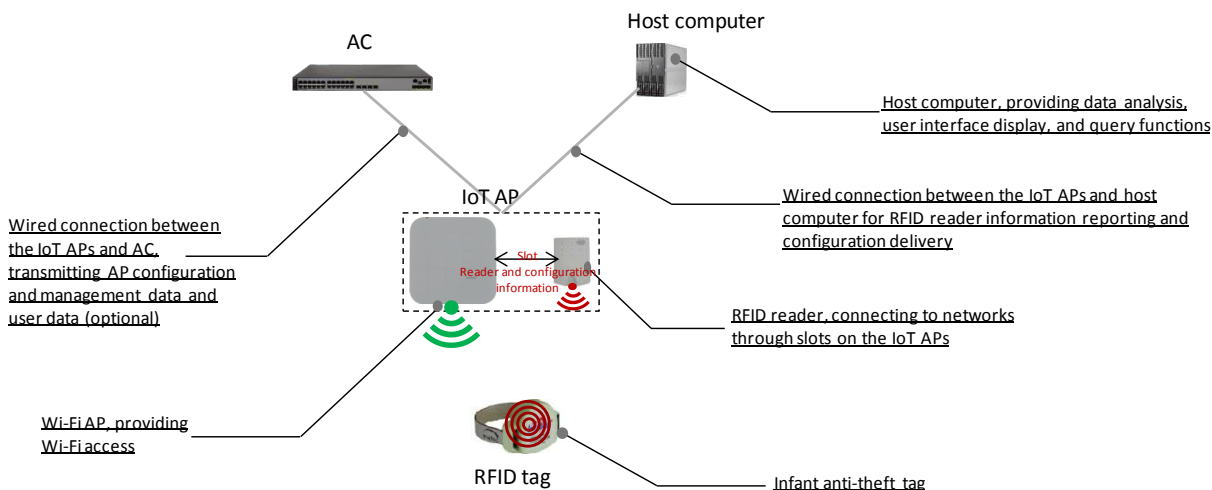 Host computer
AC
Host computer, providing data analysis,
user interface display, and query functions
IoT AP
Wired connection between the IoT APs and host
computer for RFID reader information reporting and
configuration delivery
Wired connection between
the IoT APs and AC,
transmitting AP configuration
and management data and
user data (optional)
Slot
Reader and configuration
information
RFID reader, connecting to networks
through slots on the IoT APs
Wi-Fi AP, providing
Wi-Fi access
RFID tag
Infant anti-theft tag